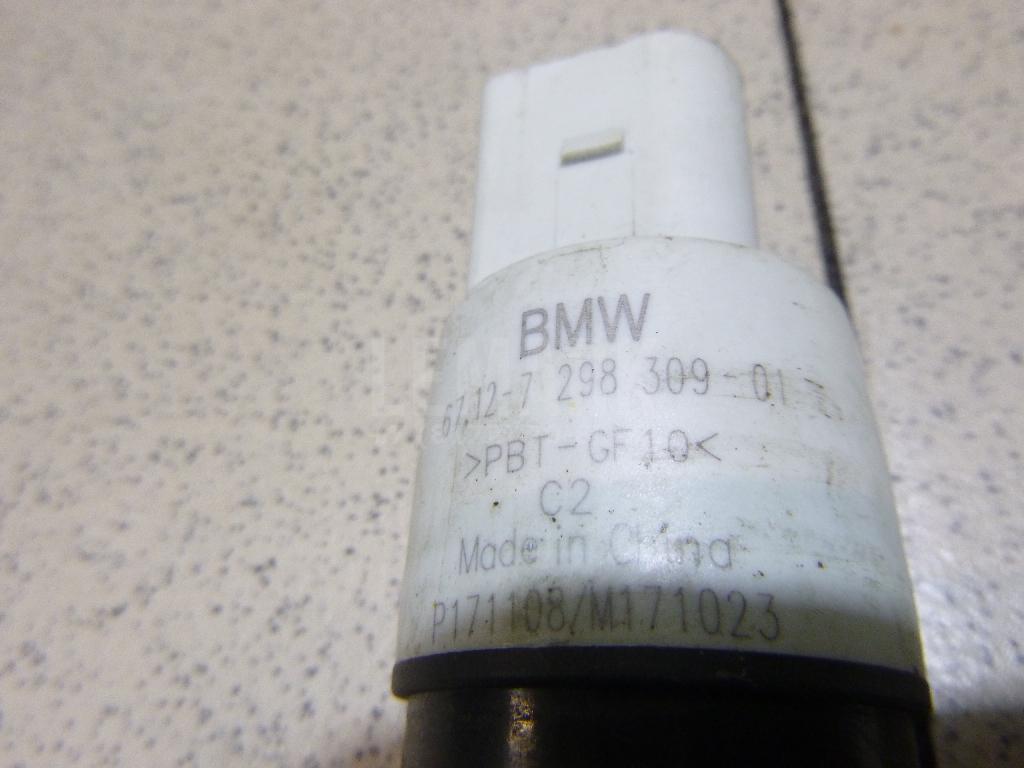 BMW
67.12-7 298 309-01
>PBT-GF10<
C2
Made in China
P171108/M171023